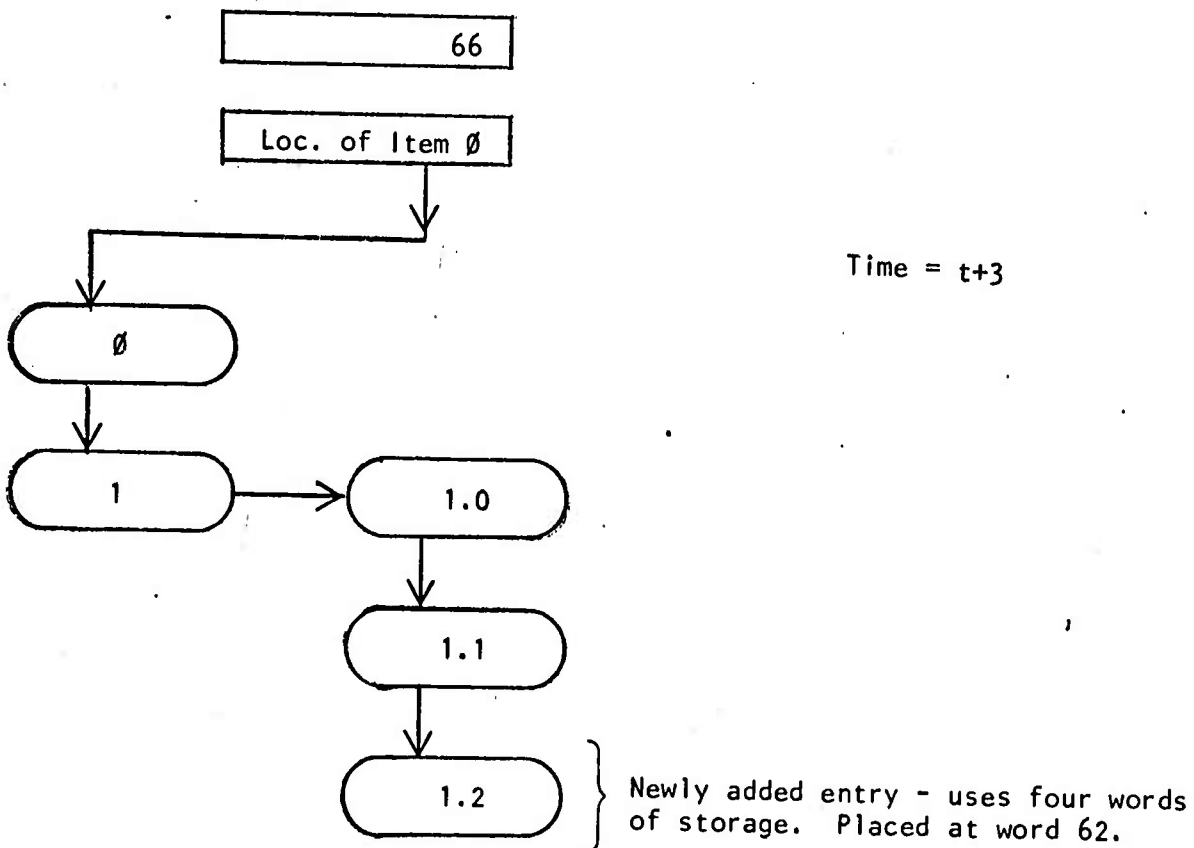 66
Loc. of Item Ø
Time = t+3
Ø
1
1.0
1.1
1.2
Newly added entry - uses four words
of storage. Placed at word 62.